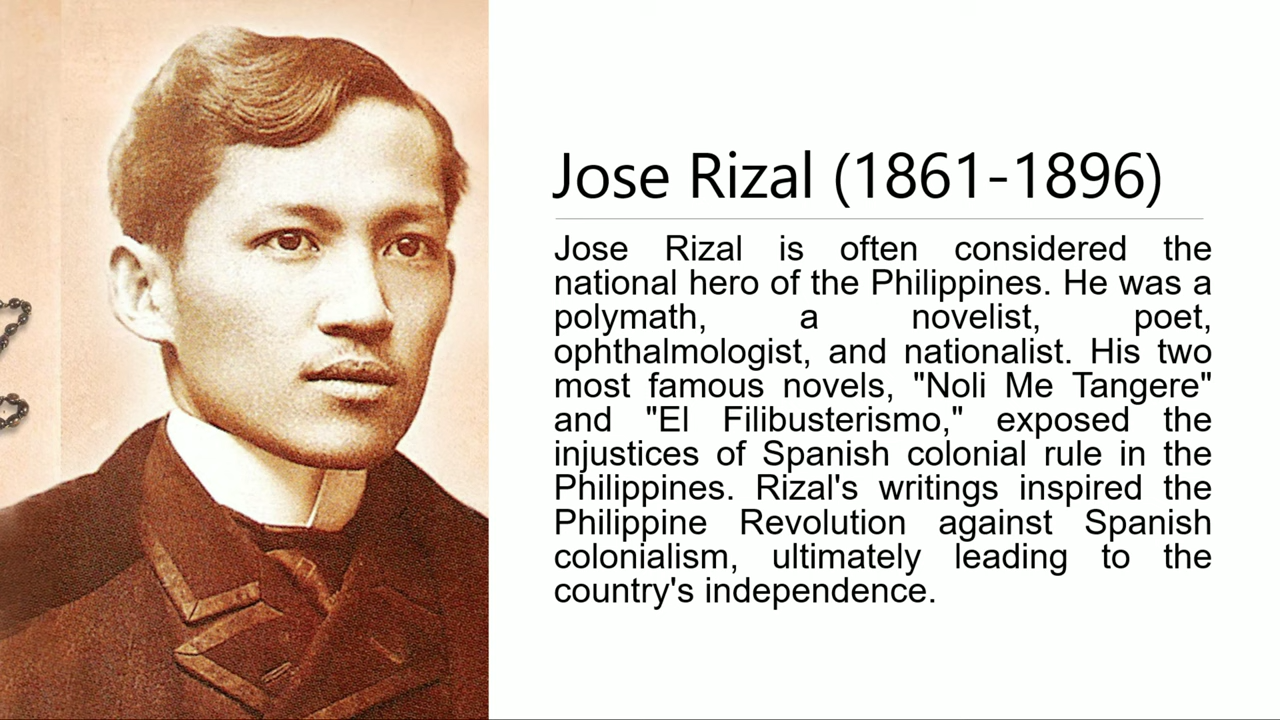 Jose Rizal (1861-1896)
Jose Rizal is often considered the
national hero of the Philippines. He was a
polymath, a novelist, poet,
ophthalmologist, and nationalist. His two
most famous novels, "Noli Me Tangere"
and "El Filibusterismo," exposed the
injustices of Spanish colonial rule in the
Philippines. Rizal's writings inspired the
Philippine Revolution against Spanish
colonialism, ultimately leading to the
country's independence.